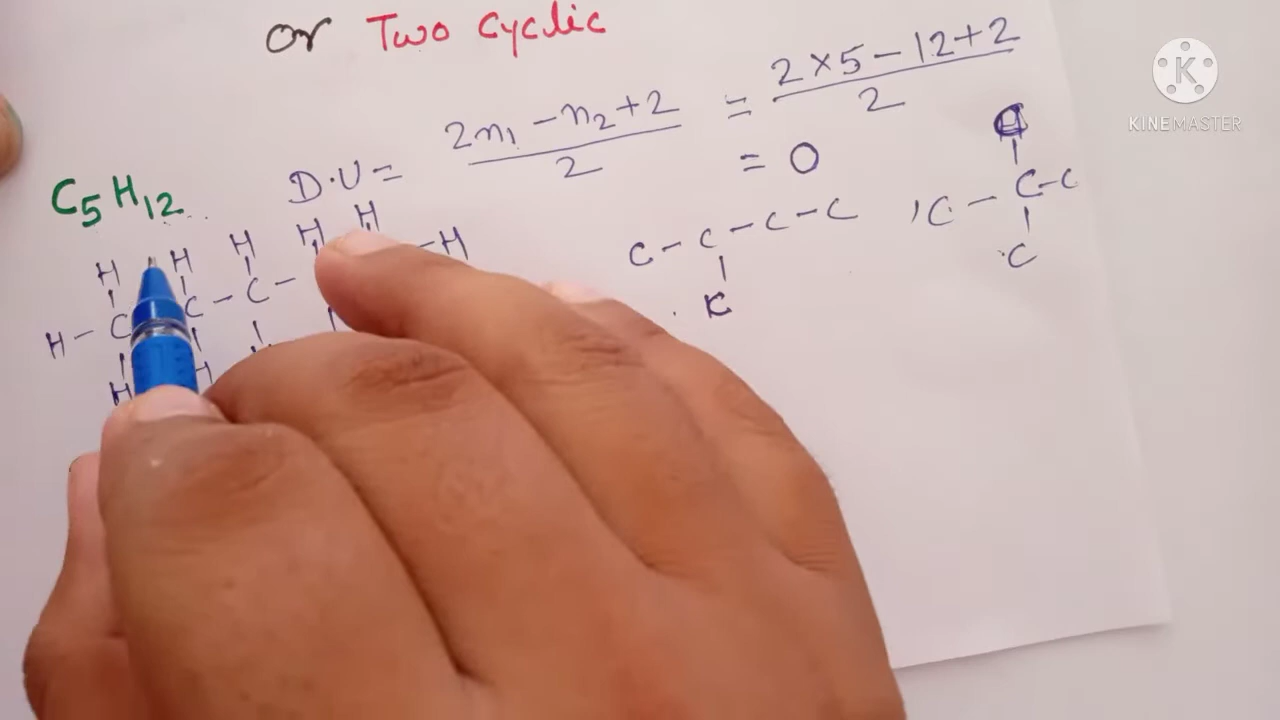 or Two Cyclic
D.U = 2n₁ - n₂ + 2 / 2 = 2 × 5 - 12 + 2 / 2
= 0
C₅H₁₂
H H H H H
H - C C - C - - H
H H
C - C - C - C
C
C
C - C - C
C
KINEMASTER